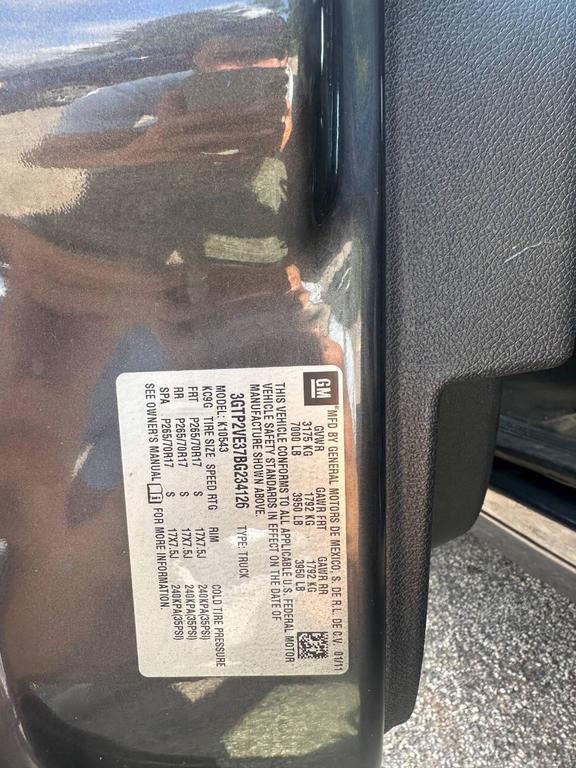 GM
"MFD BY GENERAL MOTORS DE MEXICO, S. DE R.L. DE C.V. 01/11
GVWR GAWR FRT GAWR RR
3175 KG 1792 KG 1792 KG
7000 LB 3950 LB 3950 LB
THIS VEHICLE CONFORMS TO ALL APPLICABLE U.S. FEDERAL MOTOR
VEHICLE SAFETY STANDARDS IN EFFECT ON THE DATE OF
MANUFACTURE SHOWN ABOVE.
3GTP2VE37BG234126 TYPE: TRUCK
MODEL: K10543
KC9G TIRE SIZE SPEED RTG RIM COLD TIRE PRESSURE
FRT P265/70R17 S 17X7.5J 240KPA(35PSI)
RR P265/70R17 S 17X7.5J 240KPA(35PSI)
SPA P265/70R17 S 17X7.5J 240KPA(35PSI)
SEE OWNER'S MANUAL FOR MORE INFORMATION.